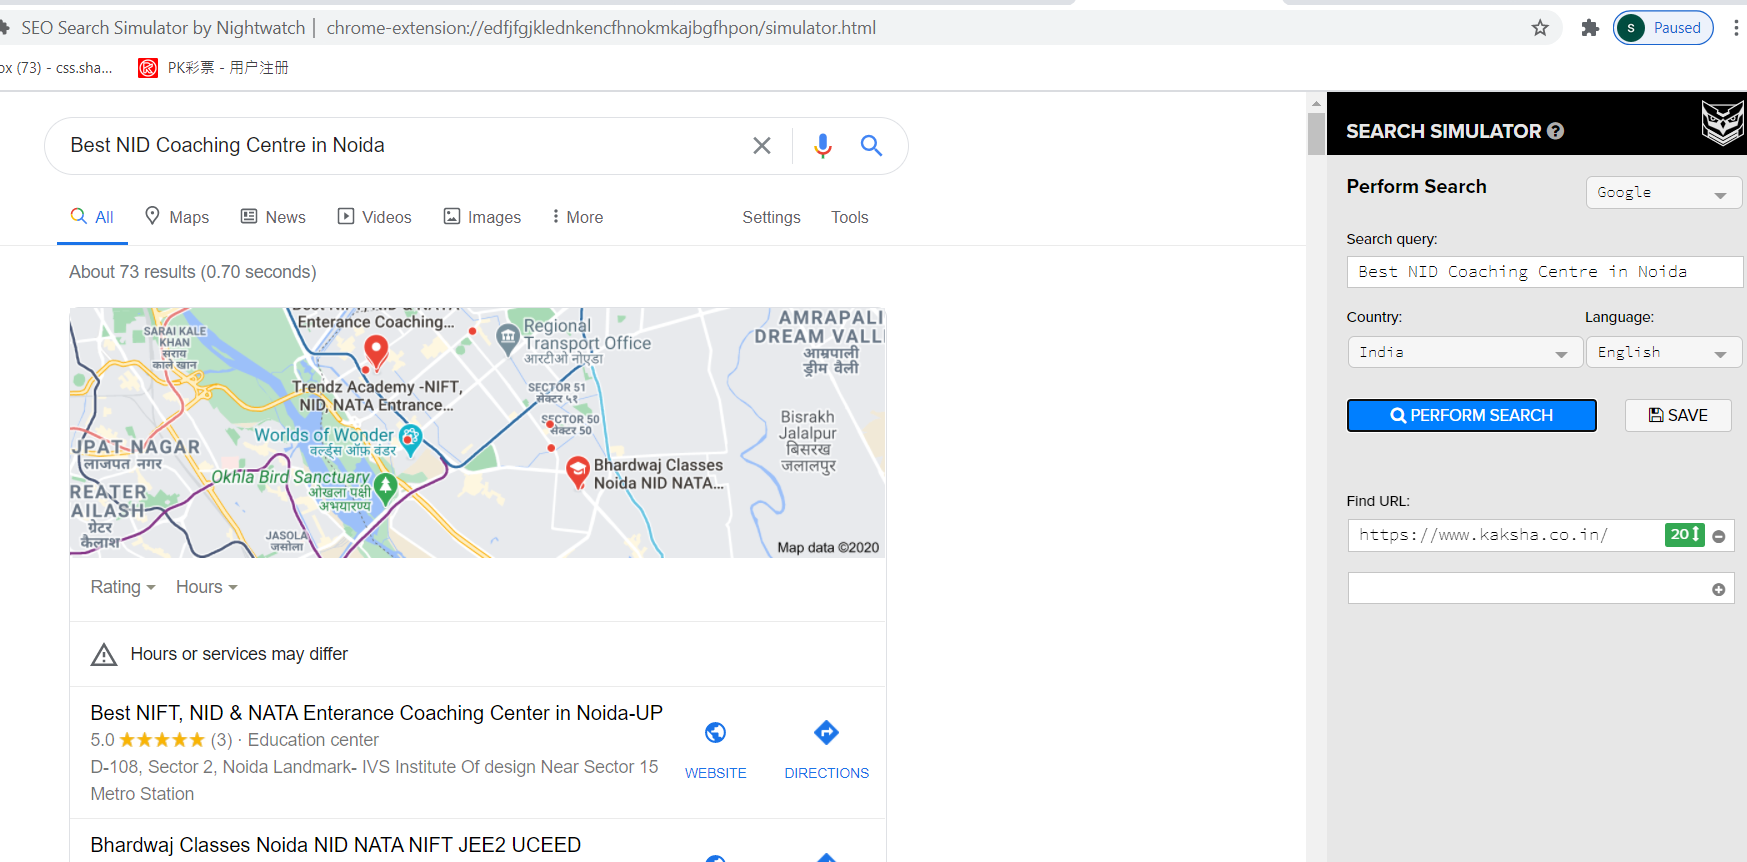 SEO Search Simulator by Nightwatch | chrome-extension://edfjfgjklednkencfhnokmkajbgfhpon/simulator.html
S Paused
ox (73) - css.sha...
PK彩票 - 用户注册
Best NID Coaching Centre in Noida
All Maps News Videos Images More Settings Tools
About 73 results (0.70 seconds)
Enterance Coaching...
Trendz Academy -NIFT,
NID, NATA Entrance...
SARAI KALE
KHAN
सराय
काले खान
Regional
Transport Office
आरटीओ नोएडा
AMRAPALI
DREAM VALL
आम्रपाली
ड्रीम वैली
SECTOR 51
सेक्टर ५१
SECTOR 50
सेक्टर 50
Bisrakh
Jalalpur
बिसरख
जलालपुर
Worlds of Wonder
वर्ल्ड्स ऑफ़ वंडर
JPAT NAGAR
लाजपत नगर
Okhla Bird Sanctuary
ओखला पक्षी
अभयारण्य
REATER
AILASH
ग्रेटर
कैलाश
JASOLA
जसोला
Bhardwaj Classes
Noida NID NATA...
Map data ©2020
Rating Hours
Hours or services may differ
Best NIFT, NID & NATA Enterance Coaching Center in Noida-UP
5.0 ★★★★★ (3) · Education center
D-108, Sector 2, Noida Landmark- IVS Institute Of design Near Sector 15
Metro Station
WEBSITE
DIRECTIONS
Bhardwaj Classes Noida NID NATA NIFT JEE2 UCEED
SEARCH SIMULATOR ?
Perform Search
Google
Search query:
Best NID Coaching Centre in Noida
Country: Language:
India English
PERFORM SEARCH
SAVE
Find URL:
https://www.kaksha.co.in/ 20